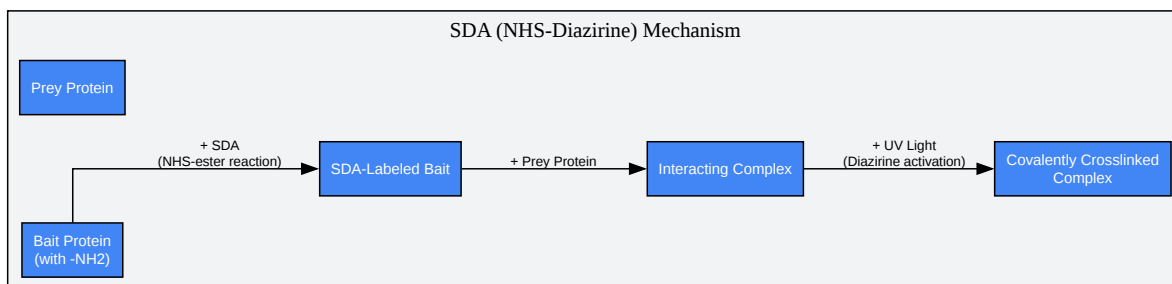 SDA (NHS-Diazirine) Mechanism
Prey Protein
+ SDA
(NHS-ester reaction)
SDA-Labeled Bait
+ Prey Protein
Interacting Complex
+ UV Light
(Diazirine activation)
Covalently Crosslinked
Complex
Bait Protein
(with -NH2)